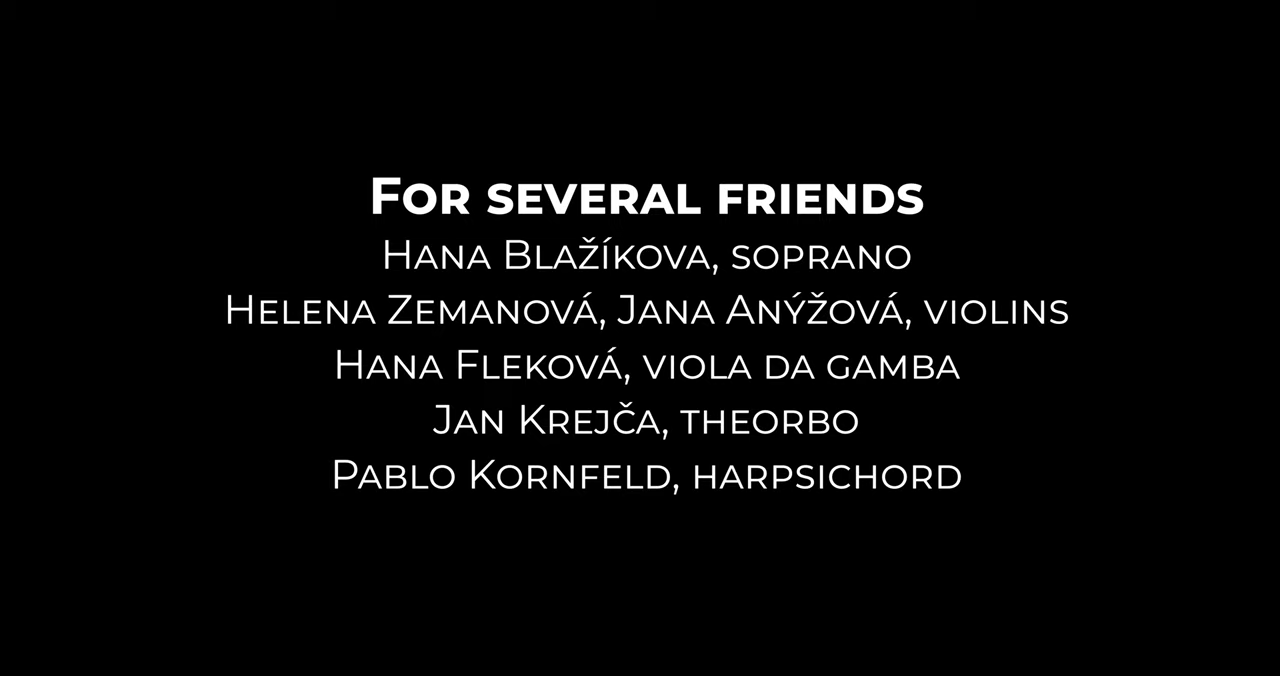 For several friends
Hana Blažíkova, soprano
Helena Zemanová, Jana Anýžová, violins
Hana Fleková, viola da gamba
Jan Krejča, theorbo
Pablo Kornfeld, harpsichord